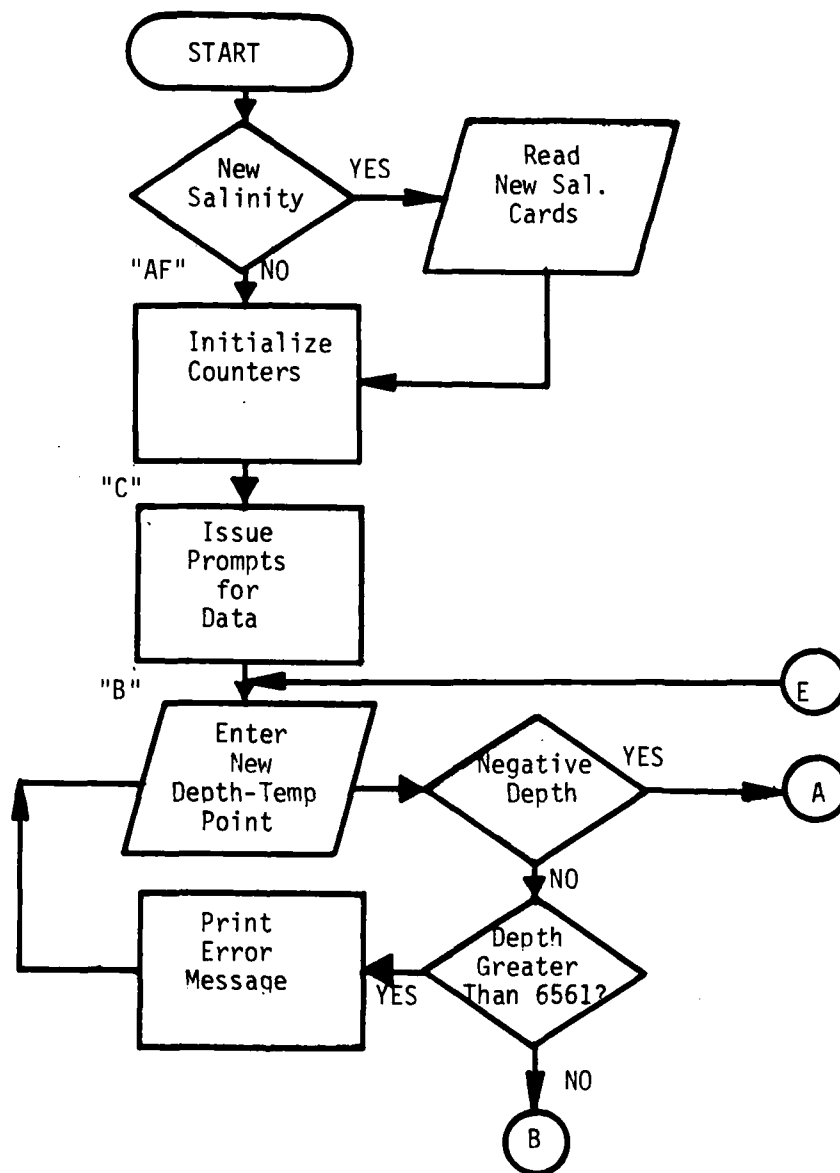 START
New
Salinity
YES
Read
New Sal.
Cards
"AF"
NO
Initialize
Counters
"C"
Issue
Prompts
for
Data
"B"
E
Enter
New
Depth-Temp
Point
Negative
Depth
YES
A
NO
Print
Error
Message
YES
Depth
Greater
Than 6561?
NO
B